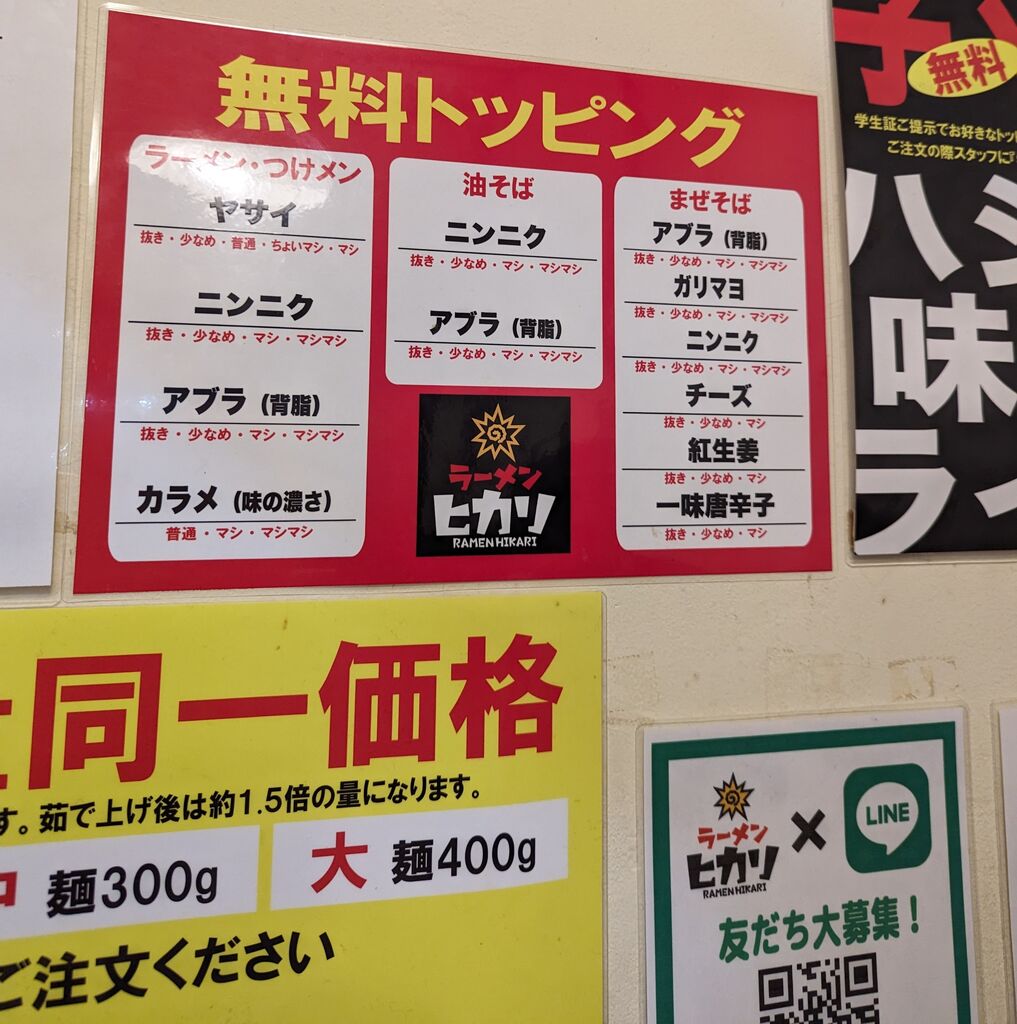 無料トッピング
ラーメン・つけメン
ヤサイ
抜き・少なめ・普通・ちょいマシ・マシ
ニンニク
抜き・少なめ・マシ・マシマシ
アブラ（背脂）
抜き・少なめ・マシ・マシマシ
カラメ（味の濃さ）
普通・マシ・マシマシ
油そば
ニンニク
抜き・少なめ・マシ・マシマシ
アブラ（背脂）
抜き・少なめ・マシ・マシマシ
ラーメン
ヒカリ
RAMEN HIKARI
まぜそば
アブラ（背脂）
抜き・少なめ・マシ・マシマシ
ガリマヨ
抜き・少なめ・マシ・マシマシ
ニンニク
抜き・少なめ・マシ・マシマシ
チーズ
抜き・少なめ・マシ
紅生姜
抜き・少なめ・マシ
一味唐辛子
抜き・少なめ・マシ
無料
学生証ご提示でお好きなトッ
ご注文の際スタッフに
ハ
味
ラ
同一価格
す。茹で上げ後は約1.5倍の量になります。
麺300g
大 麺400g
ご注文ください
ラーメン
ヒカリ
RAMEN HIKARI
×
LINE
友だち大募集！